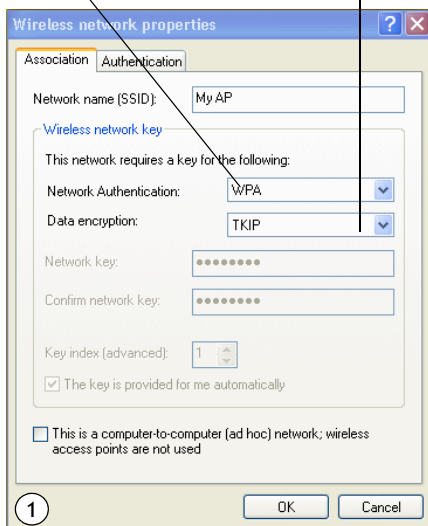 Wireless network properties
Association Authentication
Network name (SSID): My AP
Wireless network key
This network requires a key for the following:
Network Authentication: WPA
Data encryption: TKIP
Network key: ●●●●●●●●
Confirm network key: ●●●●●●●●
Key index (advanced): 1
The key is provided for me automatically
This is a computer-to-computer (ad hoc) network; wireless
access points are not used
1 OK Cancel